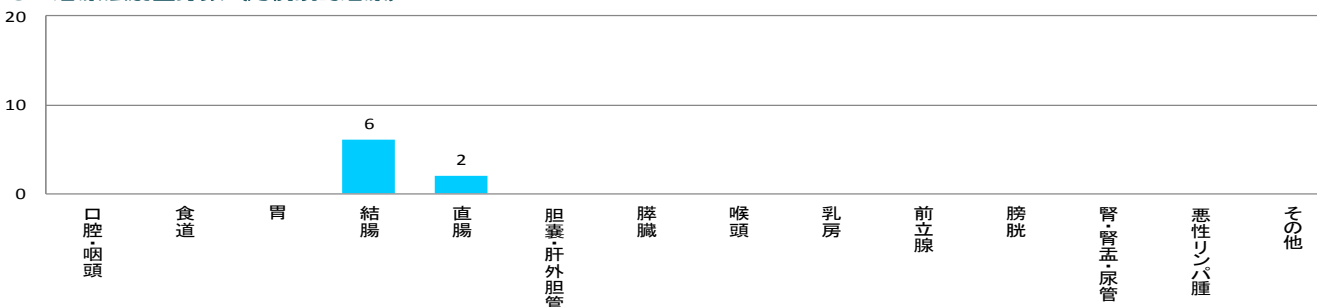 20
10
0
6
2
口腔・咽頭
食道
胃
結腸
直腸
胆嚢・肝外胆管
膵臓
喉頭
乳房
前立腺
膀胱
腎・腎盂・尿管
悪性リンパ腫
その他